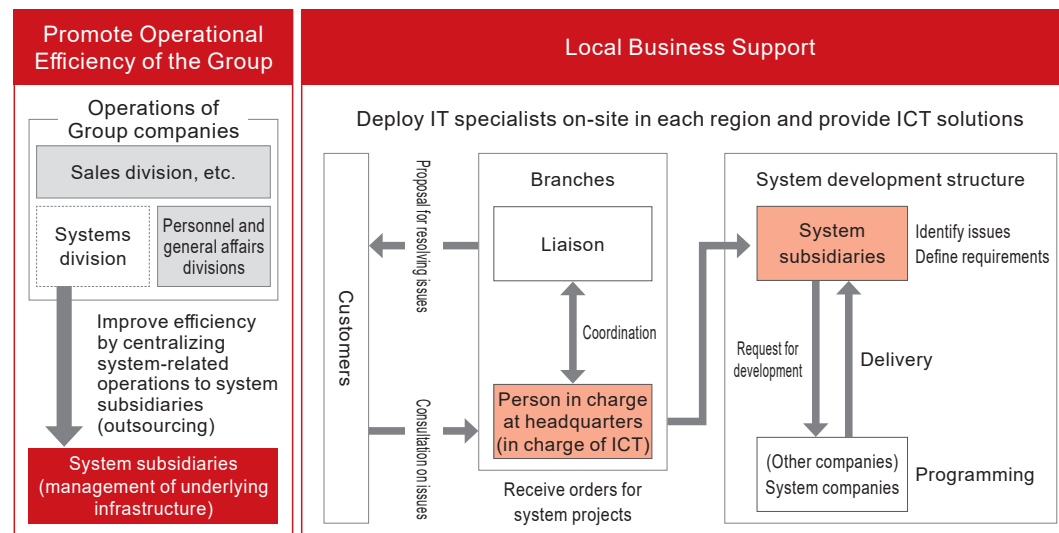 Promote Operational
Efficiency of the Group
Operations of
Group companies
Sales division, etc.
Systems
division
Personnel and
general affairs
divisions
Improve efficiency
by centralizing
system-related
operations to system
subsidiaries
(outsourcing)
System subsidiaries
(management of underlying
infrastructure)
Local Business Support
Deploy IT specialists on-site in each region and provide ICT solutions
Customers
Proposal for
resolving issues
Consultation on
issues
Branches
Liaison
Coordination
Person in charge
at headquarters
(in charge of ICT)
Receive orders for
system projects
System development structure
System
subsidiaries
Identify issues
Define requirements
Request for
development
Delivery
(Other companies)
System companies
Programming